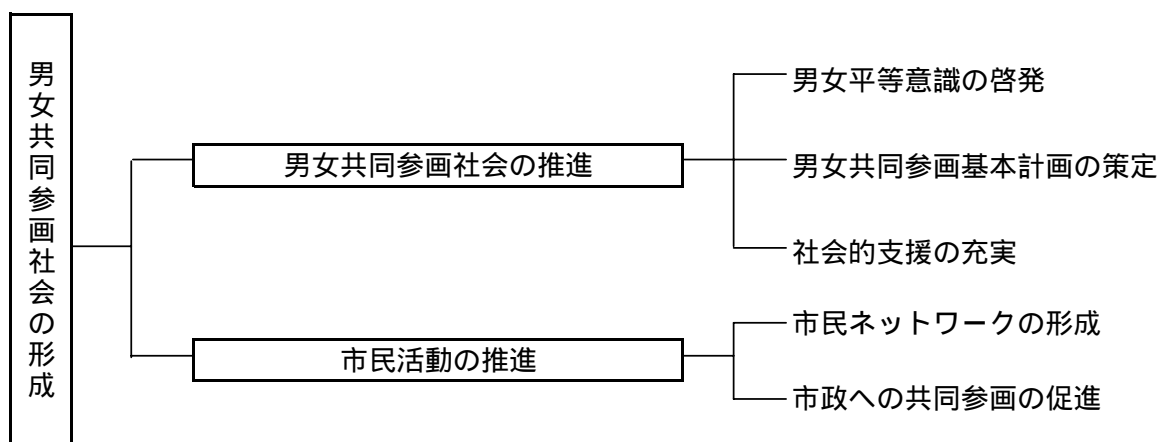 男女共同参画社会の形成
男女共同参画社会の推進
男女平等意識の啓発
男女共同参画基本計画の策定
社会的支援の充実
市民活動の推進
市民ネットワークの形成
市政への共同参画の促進